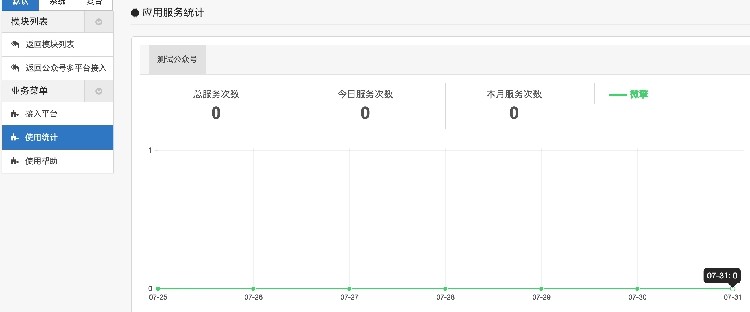 默认 系统 变官
模块列表
返回模块列表
返回公众号多平台接入
业务菜单
接入平台
使用统计
使用帮助
应用服务统计
测试公众号
总服务次数
0
今日服务次数
0
本月服务次数
0
微擎
1
0
07-31: 0
07-25 07-26 07-27 07-28 07-29 07-30 07-31